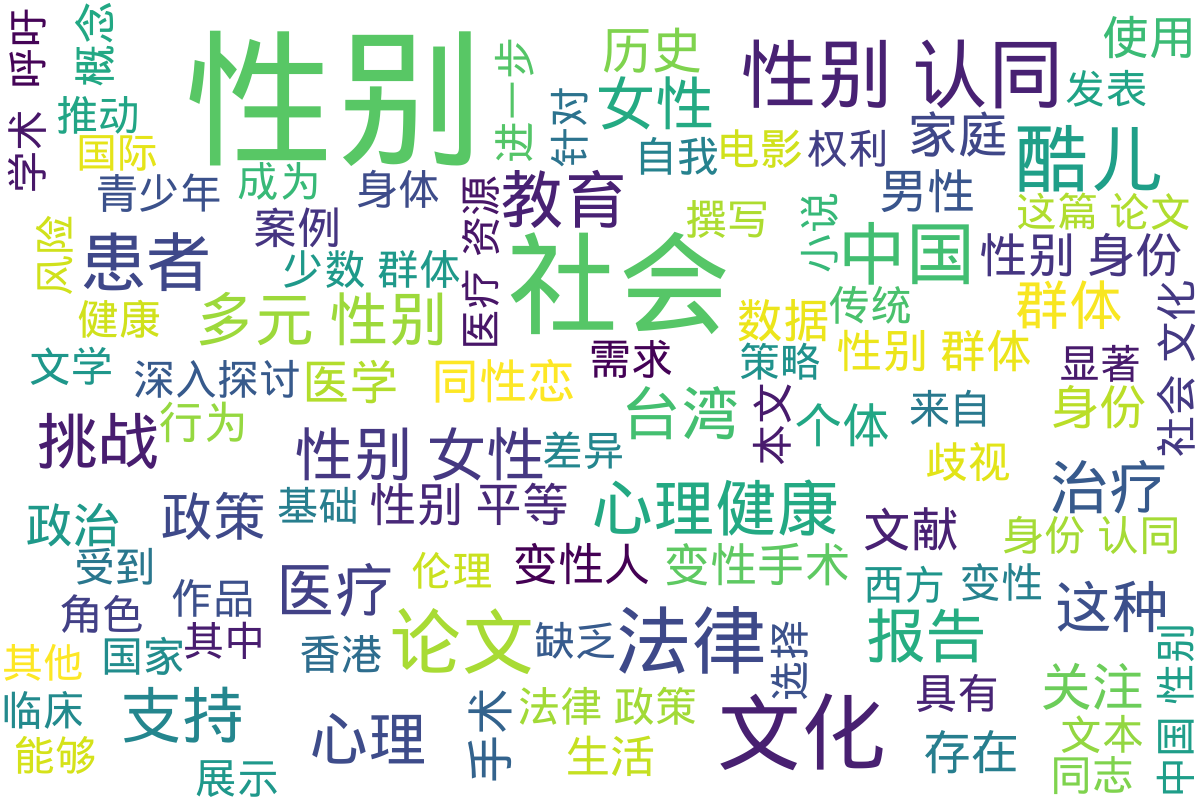 呼吁
概念
性别
进一步
历史
性别 认同
使用
学术
推动
国际
针对
女性
自我
电影
权利
家庭
发表
酷儿
青少年
成为
身体
医疗 资源
教育
撰写
小说
男性
这篇 论文
风险
患者
案例
少数 群体
社会
中国
性别 身份
社会 文化
健康
多元 性别
数据
传统
群体
文学
深入探讨
医学
同性恋
需求
策略
性别 群体
显著
挑战
行为
性别 女性
差异
台湾
本文
个体
来自
歧视
身份
治疗
政治
政策
基础
性别 平等
心理健康
文献
身份 认同
受到
作品
医疗
伦理
变性人
变性手术
西方
变性
这种
角色
其中
国家
香港
论文
缺乏
法律
选择
报告
中国 性别
其他
临床
支持
心理
手术
法律 政策
文化
具有
关注
能够
展示
生活
存在
文本
同志